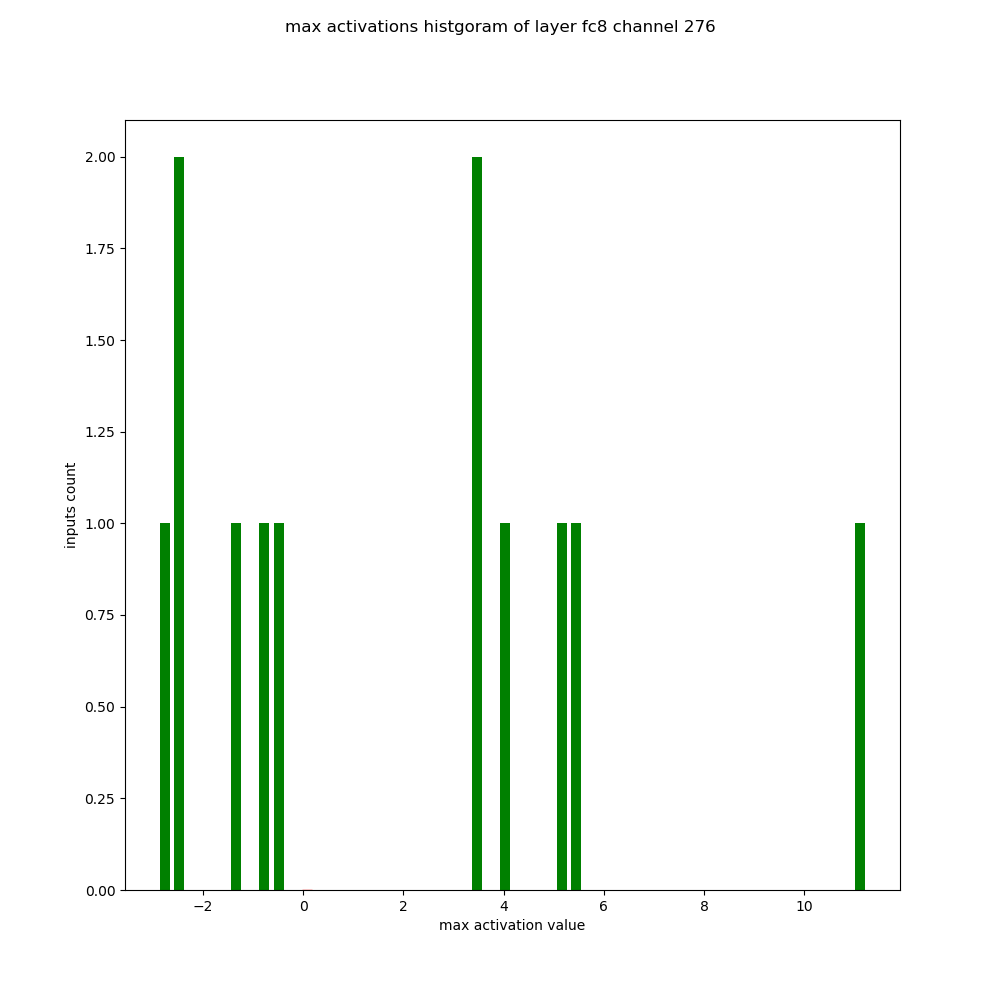 max activations histgoram of layer fc8 channel 276
2.00
1.75
1.50
1.25
1.00
0.75
0.50
0.25
0.00
inputs count
−2 0 2 4 6 8 10
max activation value